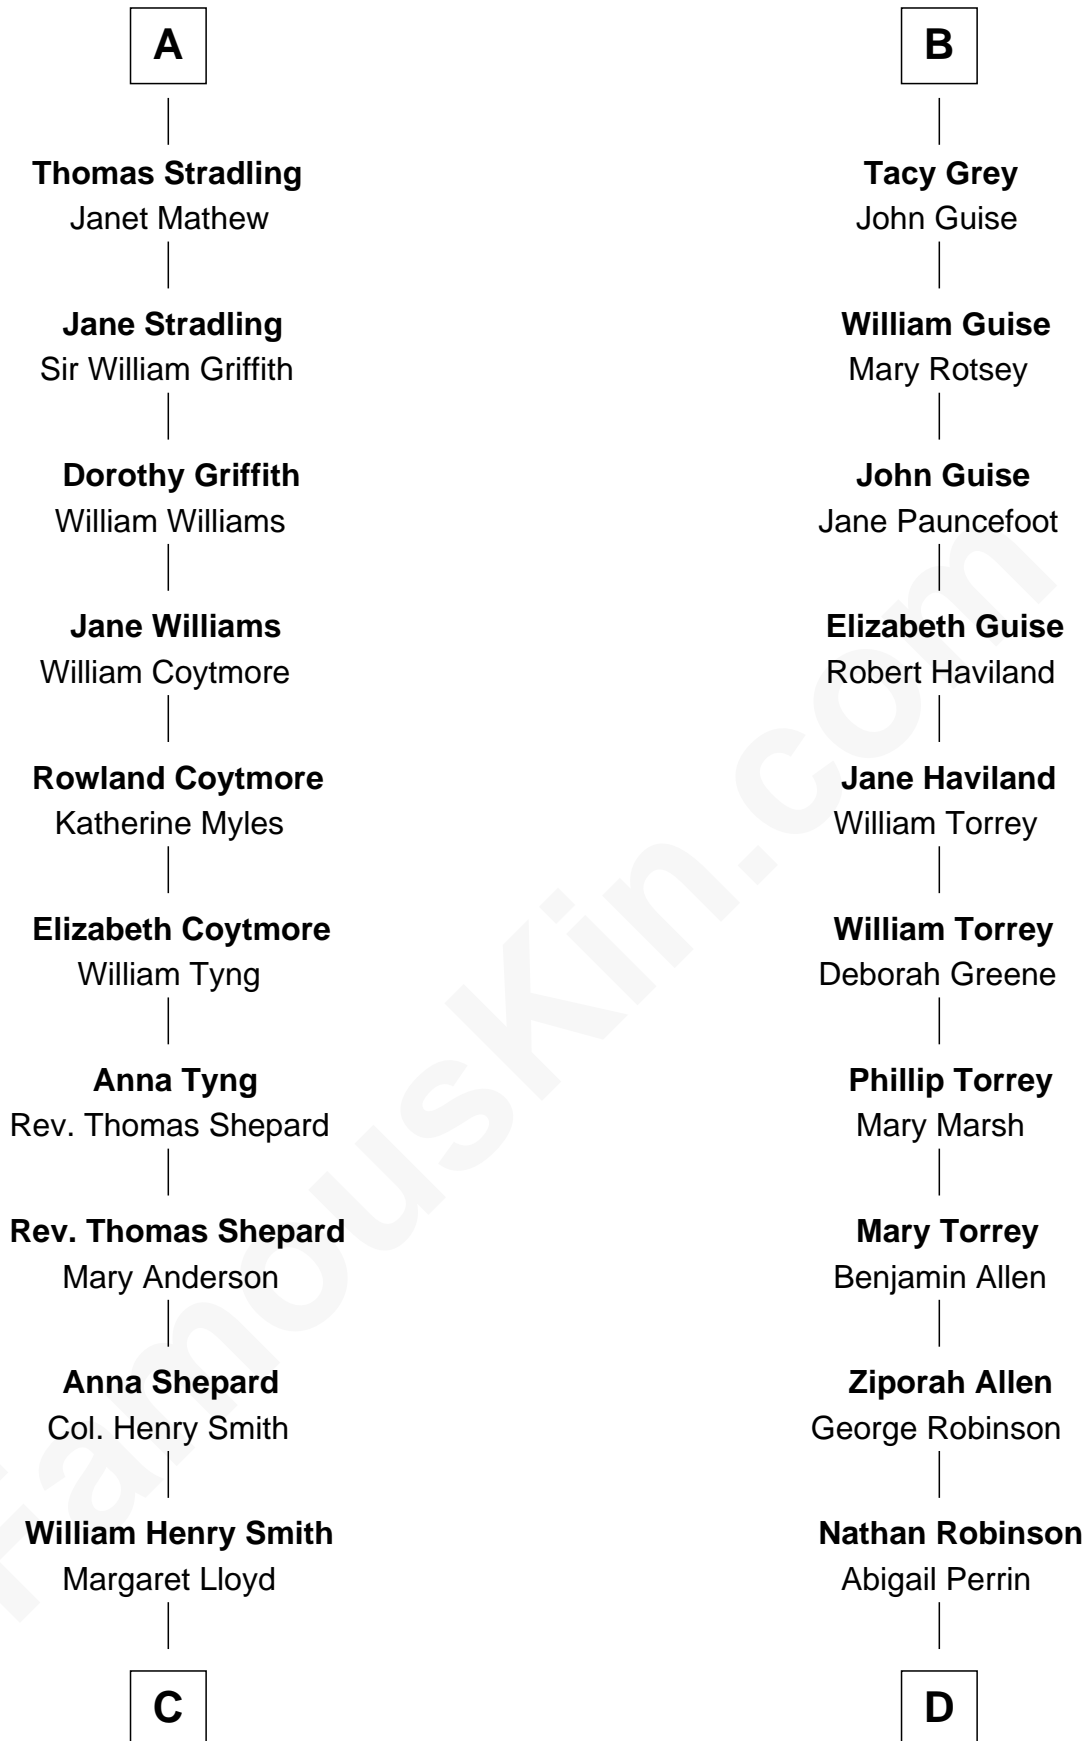 A
Thomas Stradling
Janet Mathew
Jane Stradling
Sir William Griffith
Dorothy Griffith
William Williams
Jane Williams
William Coytmore
Rowland Coytmore
Katherine Myles
Elizabeth Coytmore
William Tyng
Anna Tyng
Rev. Thomas Shepard
Rev. Thomas Shepard
Mary Anderson
Anna Shepard
Col. Henry Smith
William Henry Smith
Margaret Lloyd
C
B
Tacy Grey
John Guise
William Guise
Mary Rotsey
John Guise
Jane Pauncefoot
Elizabeth Guise
Robert Haviland
Jane Haviland
William Torrey
William Torrey
Deborah Greene
Phillip Torrey
Mary Marsh
Mary Torrey
Benjamin Allen
Ziporah Allen
George Robinson
Nathan Robinson
Abigail Perrin
D
FamousKin.com